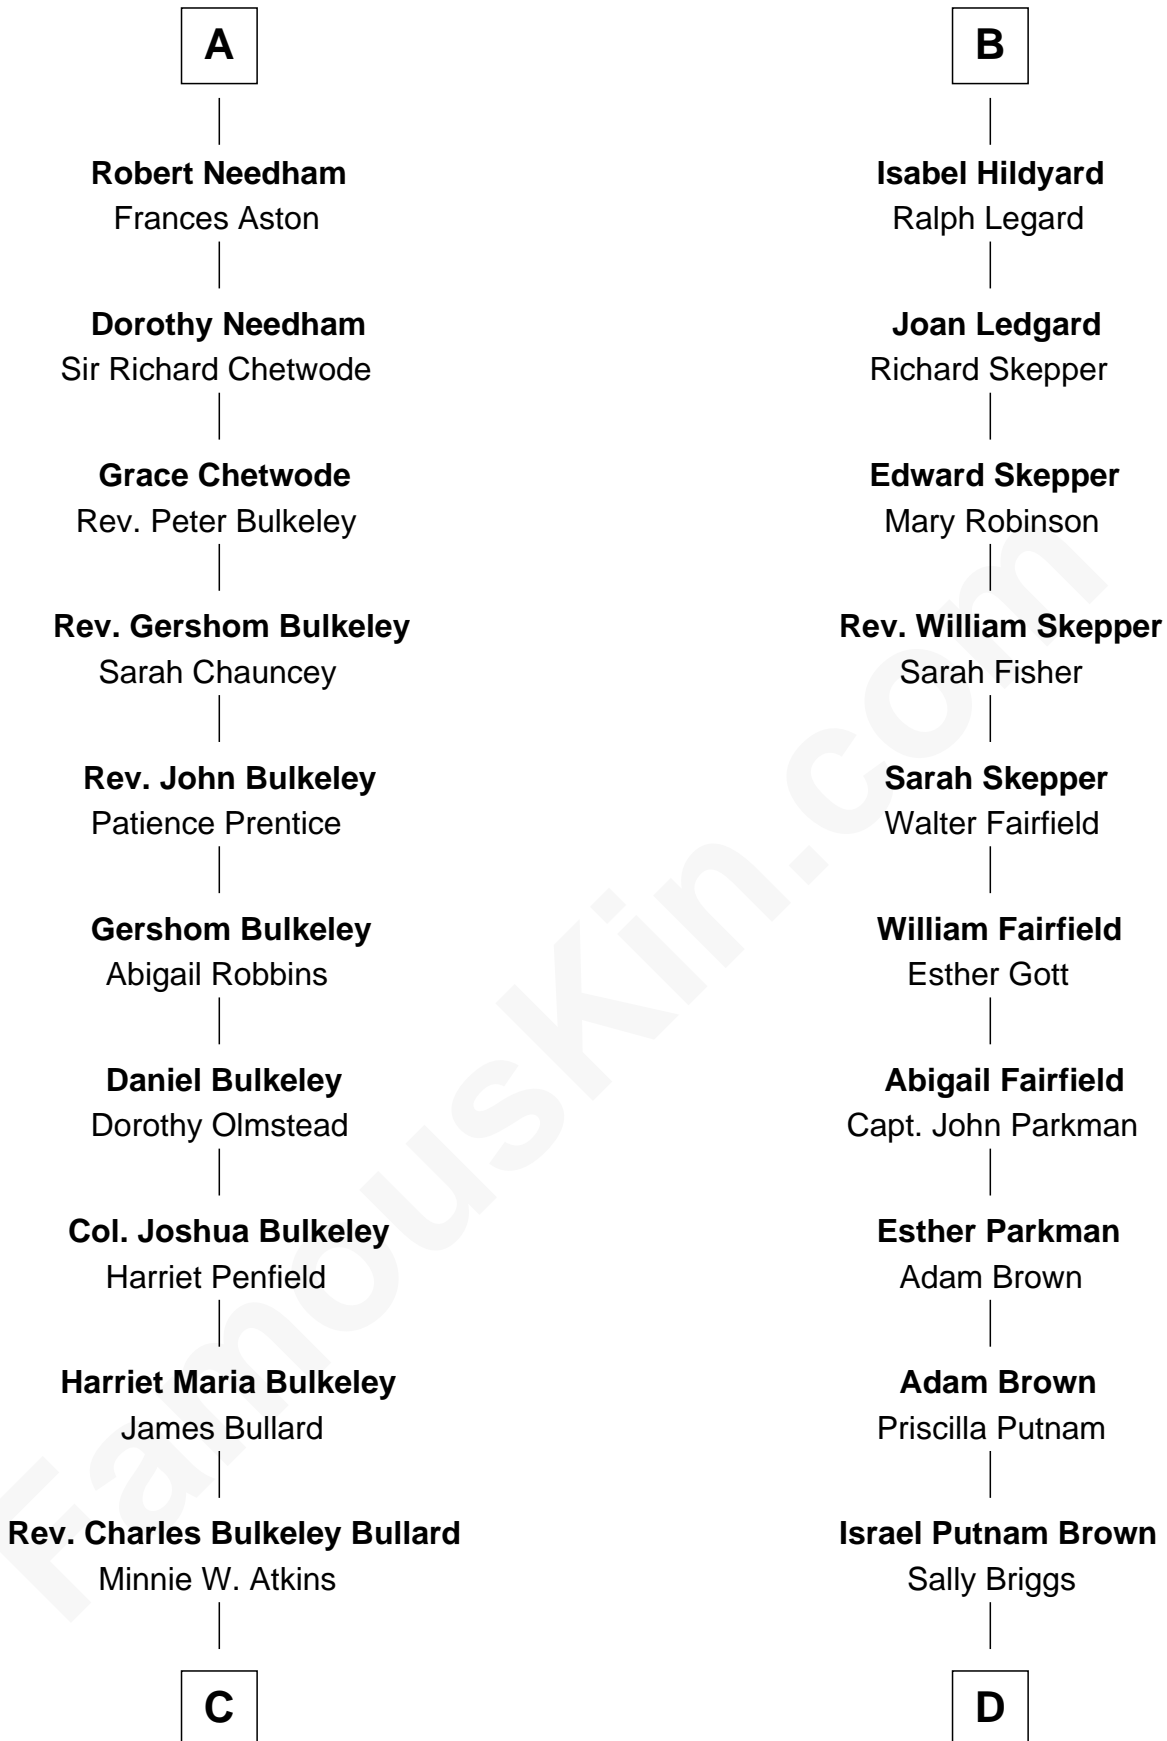 A
Robert Needham
Frances Aston
Dorothy Needham
Sir Richard Chetwode
Grace Chetwode
Rev. Peter Bulkeley
Rev. Gershom Bulkeley
Sarah Chauncey
Rev. John Bulkeley
Patience Prentice
Gershom Bulkeley
Abigail Robbins
Daniel Bulkeley
Dorothy Olmstead
Col. Joshua Bulkeley
Harriet Penfield
Harriet Maria Bulkeley
James Bullard
Rev. Charles Bulkeley Bullard
Minnie W. Atkins
C
B
Isabel Hildyard
Ralph Legard
Joan Ledgard
Richard Skepper
Edward Skepper
Mary Robinson
Rev. William Skepper
Sarah Fisher
Sarah Skepper
Walter Fairfield
William Fairfield
Esther Gott
Abigail Fairfield
Capt. John Parkman
Esther Parkman
Adam Brown
Adam Brown
Priscilla Putnam
Israel Putnam Brown
Sally Briggs
D
FamousKin.com